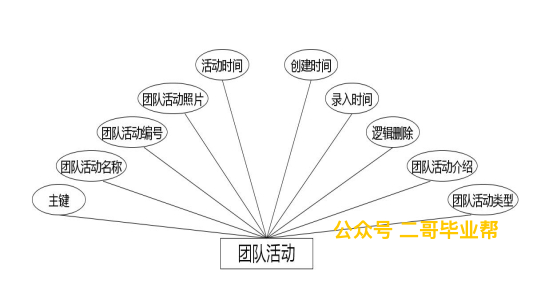 活动时间
创建时间
团队活动照片
录入时间
团队活动编号
逻辑删除
团队活动名称
团队活动介绍
主键
团队活动类型
公众号 二哥毕业帮
团队活动